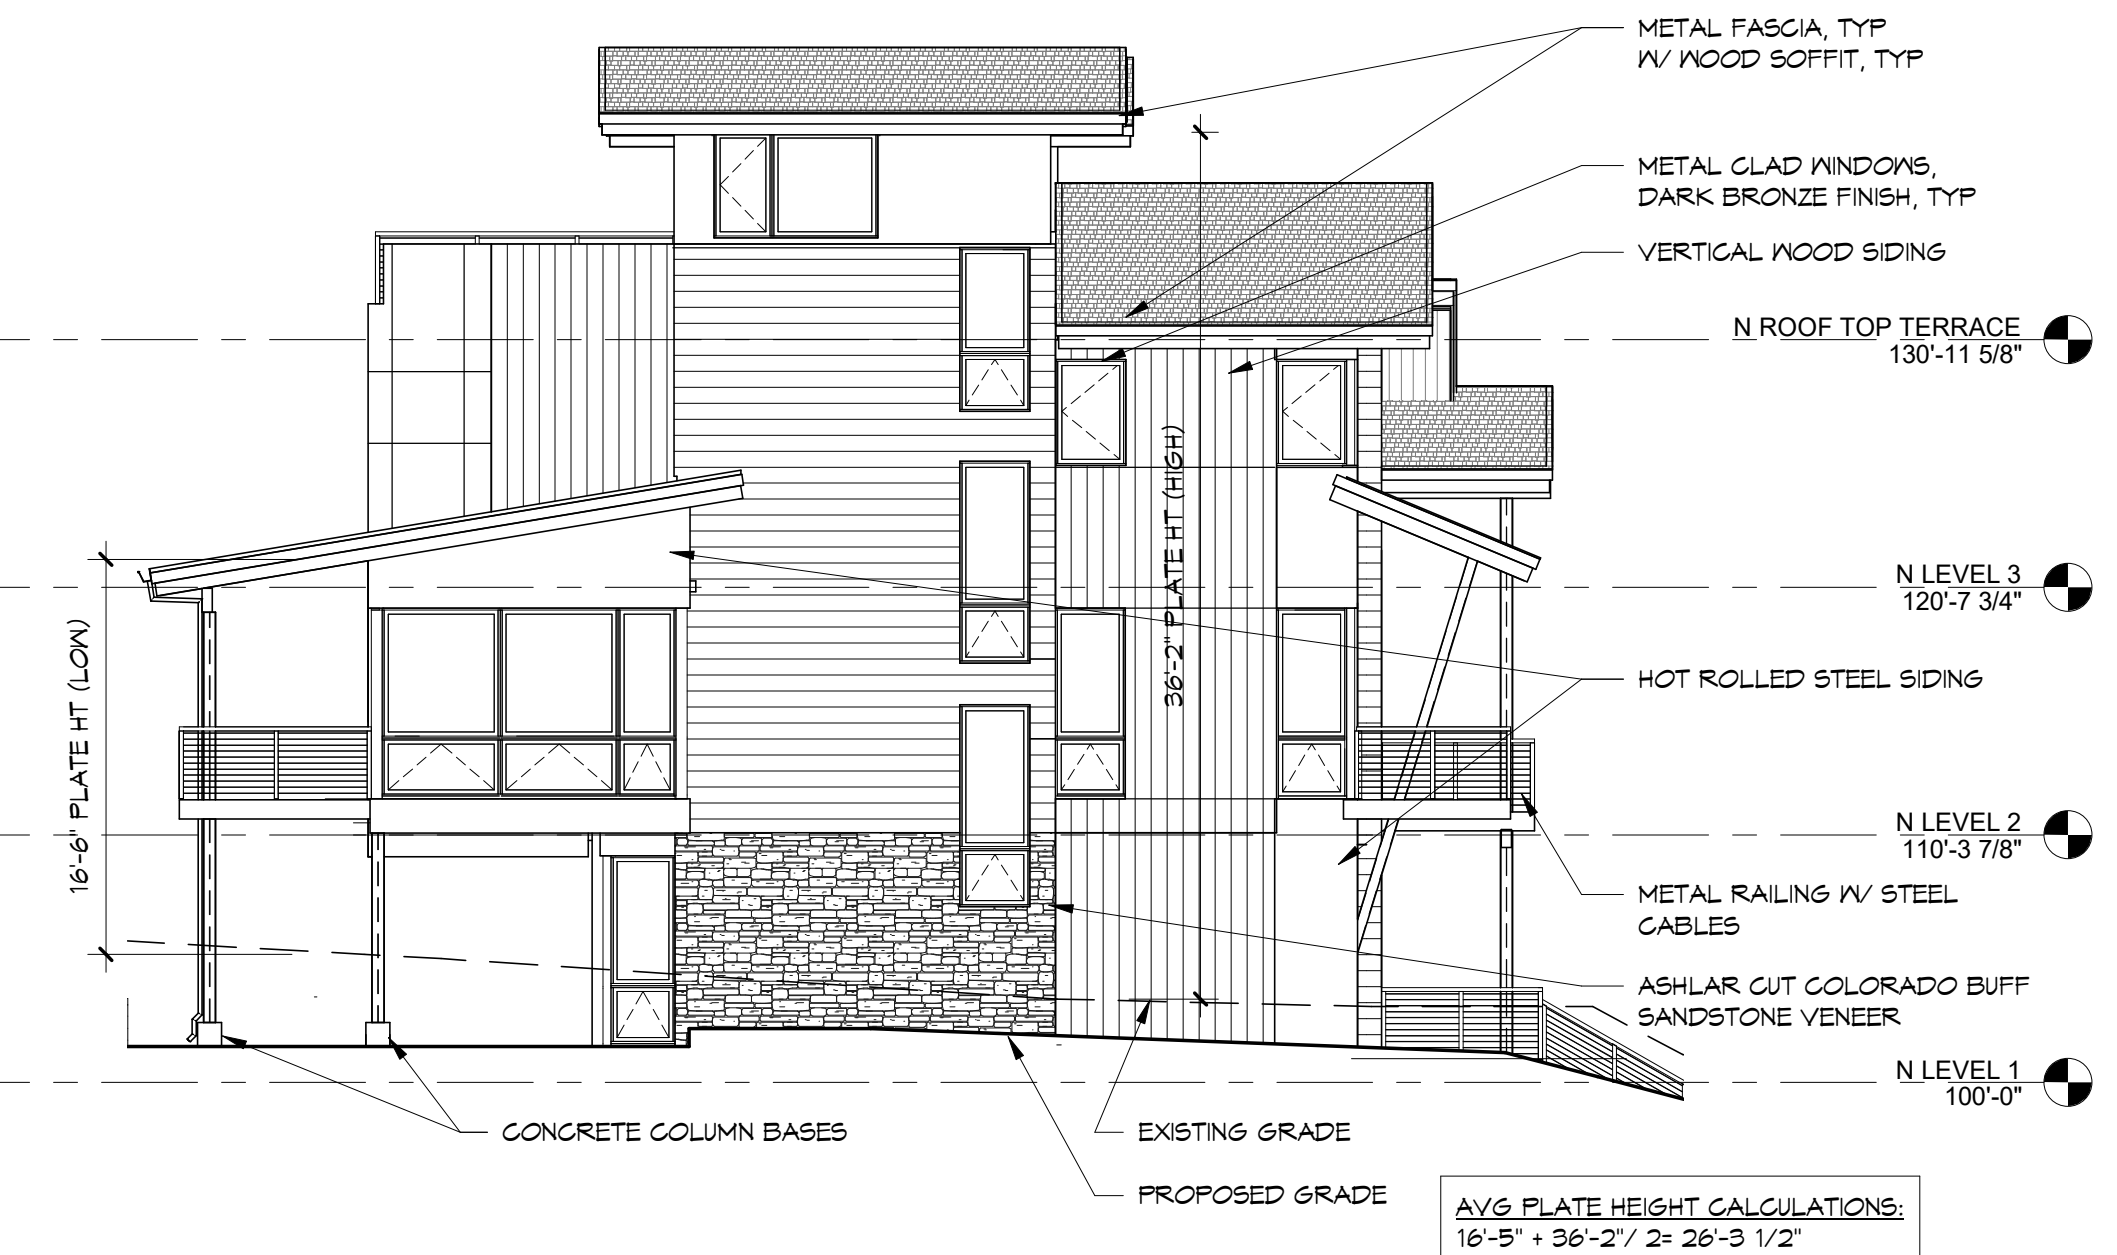 METAL FASCIA, TYP
W/ WOOD SOFFIT, TYP
METAL CLAD WINDOWS,
DARK BRONZE FINISH, TYP
VERTICAL WOOD SIDING
N ROOF TOP TERRACE
130'-11 5/8"
36'-2" PLATE HT (HIGH)
N LEVEL 3
120'-7 3/4"
16'-6" PLATE HT (LOW)
HOT ROLLED STEEL SIDING
N LEVEL 2
110'-3 7/8"
METAL RAILING W/ STEEL
CABLES
ASHLAR CUT COLORADO BUFF
SANDSTONE VENEER
N LEVEL 1
100'-0"
CONCRETE COLUMN BASES
EXISTING GRADE
PROPOSED GRADE
AVG PLATE HEIGHT CALCULATIONS:
16'-5" + 36'-2"/ 2= 26'-3 1/2"